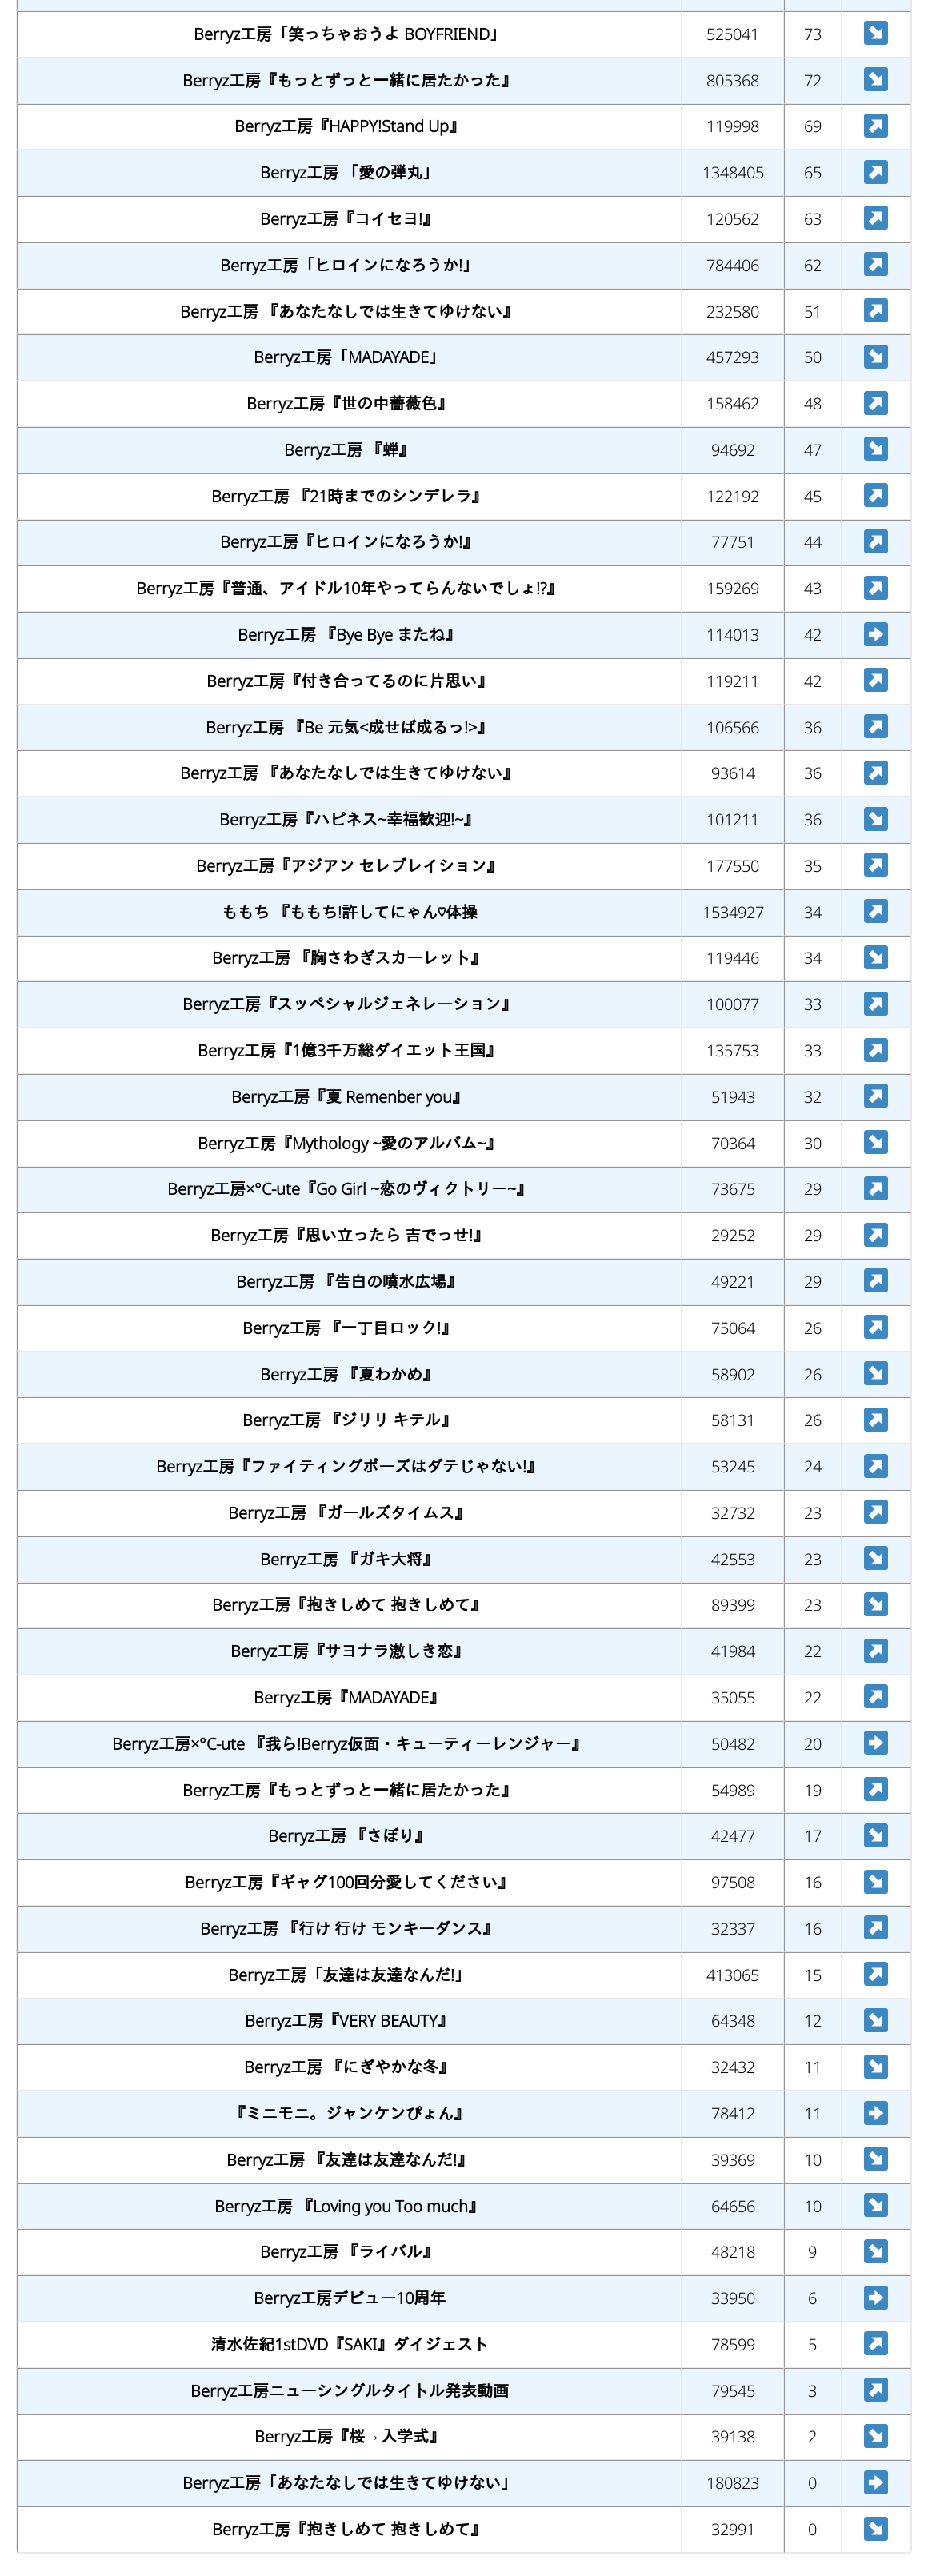 Berryz工房「笑っちゃおうよ BOYFRIEND」 525041 73 ↘
Berryz工房『もっとずっと一緒に居たかった』 805368 72 ↘
Berryz工房『HAPPY!Stand Up』 119998 69 ↗
Berryz工房 「愛の弾丸」 1348405 65 ↗
Berryz工房『コイセヨ!』 120562 63 ↗
Berryz工房「ヒロインになろうか!」 784406 62 ↗
Berryz工房 『あなたなしでは生きてゆけない』 232580 51 ↗
Berryz工房「MADAYADE」 457293 50 ↘
Berryz工房『世の中薔薇色』 158462 48 ↗
Berryz工房 『蝉』 94692 47 ↘
Berryz工房 『21時までのシンデレラ』 122192 45 ↗
Berryz工房『ヒロインになろうか!』 77751 44 ↗
Berryz工房『普通、アイドル10年やってらんないでしょ!?』 159269 43 ↗
Berryz工房 『Bye Bye またね』 114013 42 ➡
Berryz工房『付き合ってるのに片思い』 119211 42 ↗
Berryz工房 『Be 元気<成せば成るっ!>』 106566 36 ↗
Berryz工房 『あなたなしでは生きてゆけない』 93614 36 ↗
Berryz工房『ハピネス~幸福歓迎!~』 101211 36 ↘
Berryz工房『アジアン セレブレイション』 177550 35 ↗
ももち 『ももち!許してにゃん♡体操 1534927 34 ↗
Berryz工房 『胸さわぎスカーレット』 119446 34 ↘
Berryz工房『スッペシャルジェネレーション』 100077 33 ↗
Berryz工房『1億3千万総ダイエット王国』 135753 33 ↗
Berryz工房『夏 Remenber you』 51943 32 ↗
Berryz工房『Mythology ~愛のアルバム~』 70364 30 ↘
Berryz工房×°C-ute『Go Girl ~恋のヴィクトリー~』 73675 29 ↗
Berryz工房『思い立ったら 吉でっせ!』 29252 29 ↗
Berryz工房 『告白の噴水広場』 49221 29 ↗
Berryz工房 『一丁目ロック!』 75064 26 ↗
Berryz工房 『夏わかめ』 58902 26 ↘
Berryz工房 『ジリリ キテル』 58131 26 ↗
Berryz工房『ファイティングポーズはダテじゃない!』 53245 24 ↗
Berryz工房 『ガールズタイムス』 32732 23 ↗
Berryz工房 『ガキ大将』 42553 23 ↘
Berryz工房『抱きしめて 抱きしめて』 89399 23 ↘
Berryz工房『サヨナラ激しき恋』 41984 22 ↗
Berryz工房『MADAYADE』 35055 22 ↗
Berryz工房×°C-ute 『我ら!Berryz仮面・キューティーレンジャー』 50482 20 ➡
Berryz工房『もっとずっと一緒に居たかった』 54989 19 ↗
Berryz工房 『さぼり』 42477 17 ↘
Berryz工房『ギャグ100回分愛してください』 97508 16 ↘
Berryz工房 『行け 行け モンキーダンス』 32337 16 ↗
Berryz工房「友達は友達なんだ!」 413065 15 ↗
Berryz工房『VERY BEAUTY』 64348 12 ↘
Berryz工房 『にぎやかな冬』 32432 11 ↘
『ミニモニ。ジャンケンぴょん』 78412 11 ➡
Berryz工房 『友達は友達なんだ!』 39369 10 ↘
Berryz工房 『Loving you Too much』 64656 10 ↘
Berryz工房 『ライバル』 48218 9 ↘
Berryz工房デビュー10周年 33950 6 ➡
清水佐紀1stDVD『SAKI』ダイジェスト 78599 5 ↗
Berryz工房ニューシングルタイトル発表動画 79545 3 ↗
Berryz工房『桜→入学式』 39138 2 ↘
Berryz工房「あなたなしでは生きてゆけない」 180823 0 ➡
Berryz工房『抱きしめて 抱きしめて』 32991 0 ↘